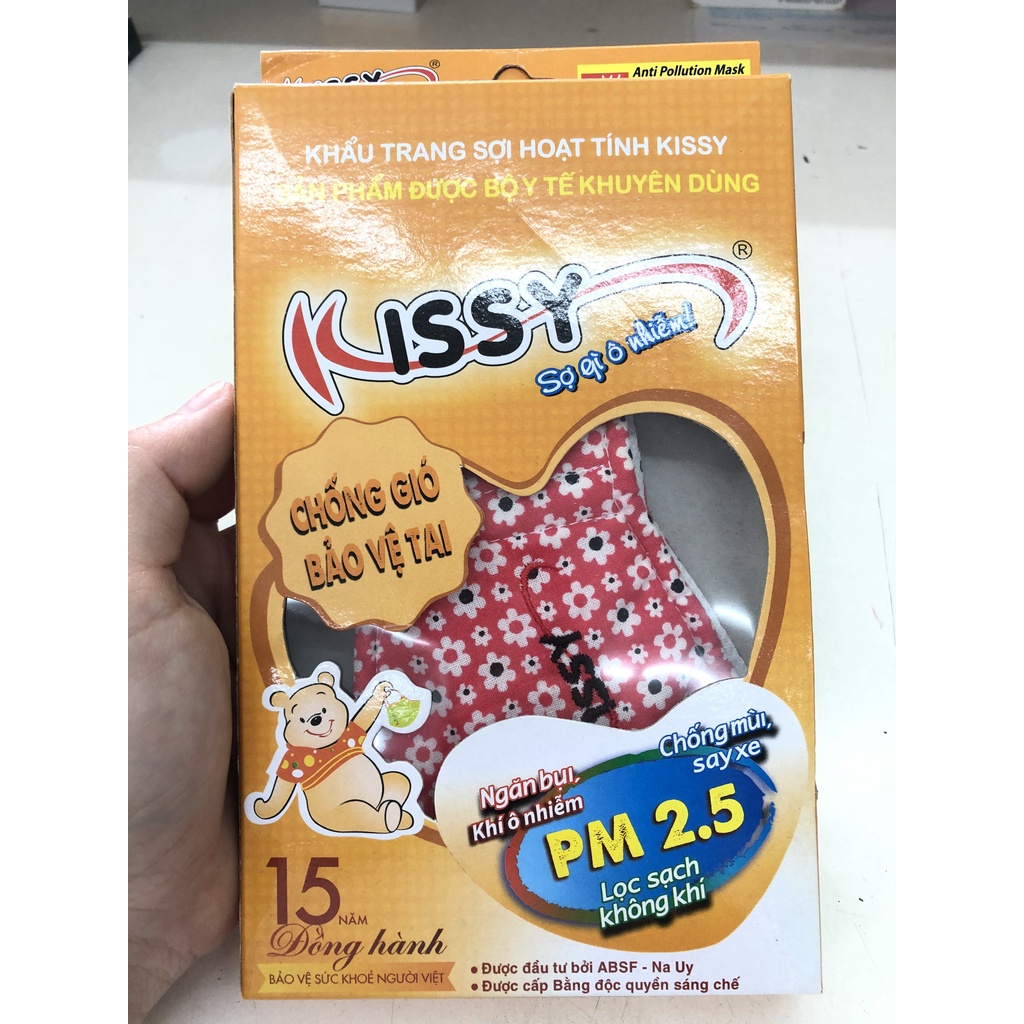 Anti Pollution Mask
KHẨU TRANG SỢI HOẠT TÍNH KISSY
SẢN PHẨM ĐƯỢC BỘ Y TẾ KHUYÊN DÙNG
KISSY ®
Sợ gì ô nhiễm!
CHỐNG GIÓ
BẢO VỆ TAI
KISSY
Chống mùi,
say xe
Ngăn bụi,
Khí ô nhiễm
PM 2.5
Lọc sạch
không khí
15 NĂM
Đồng hành
BẢO VỆ SỨC KHOẺ NGƯỜI VIỆT
• Được đầu tư bởi ABSF - Na Uy
• Được cấp Bằng độc quyền sáng chế